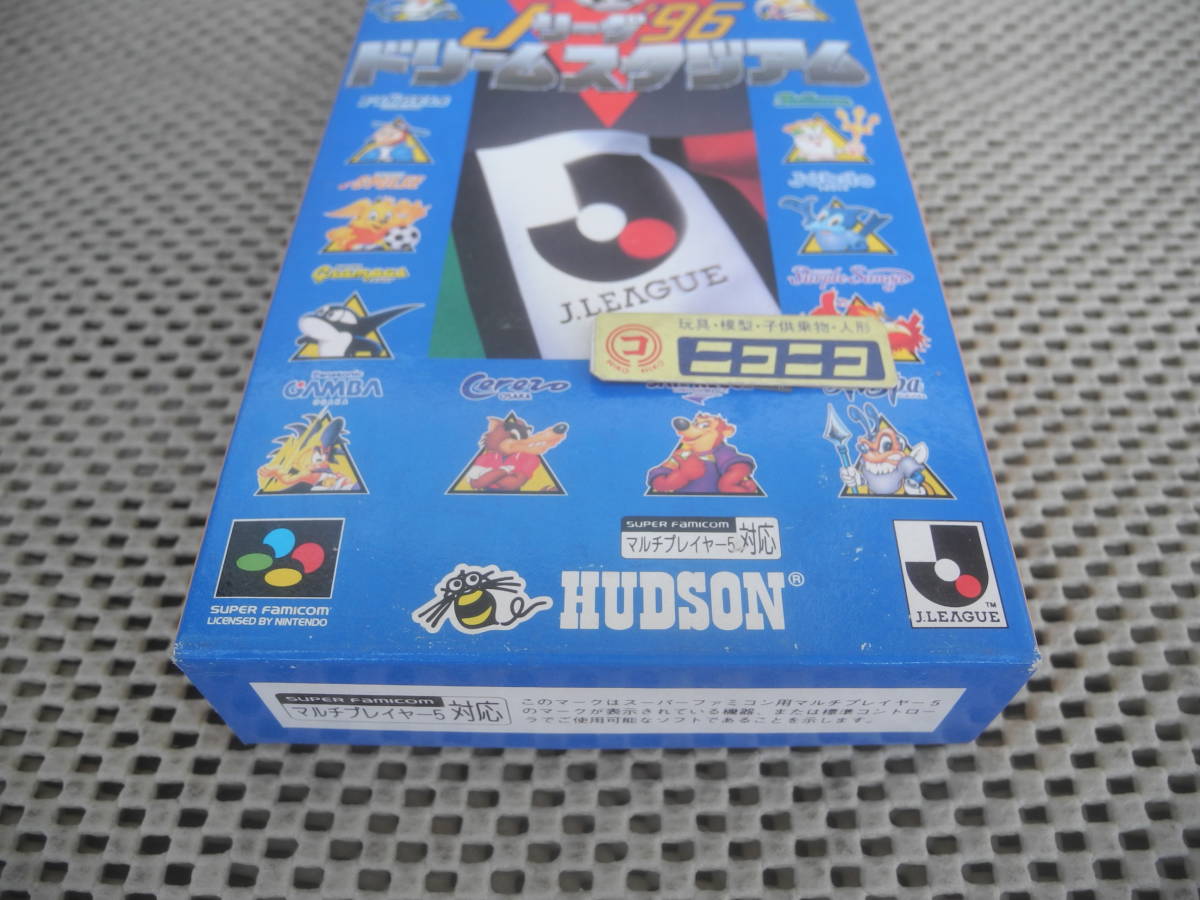 Jリーグ'96
ドリームスタジアム
Bellmare
Grampus
J.LEAGUE
玩具・模型・子供乗物・人形
コ
ニコニコ
Panasonic
GAMBA
OSAKA
Cerezo
OSAKA
SUPER FAMICOM
マルチプレイヤー5 対応
SUPER FAMICOM
LICENSED BY NINTENDO
HUDSON®
J.LEAGUE™
SUPER FAMICOM
マルチプレイヤー5 対応
このマークはスーパーファミコン用マルチプレイヤー5
のマークが表示されている機器、または標準コントロー
ラでご使用可能なソフトであることを示します。